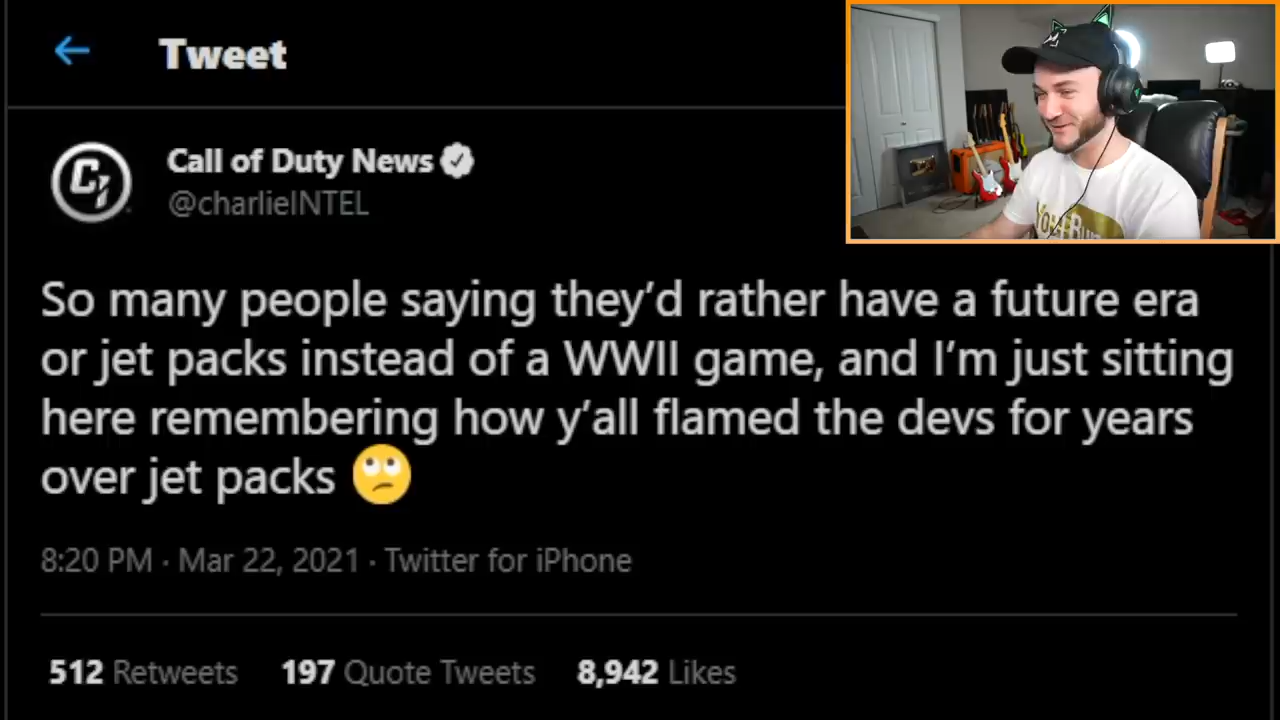 Tweet
Call of Duty News
@charlieINTEL
So many people saying they’d rather have a future era
or jet packs instead of a WWII game, and I’m just sitting
here remembering how y’all flamed the devs for years
over jet packs 🙄
8:20 PM · Mar 22, 2021 · Twitter for iPhone
512 Retweets 197 Quote Tweets 8,942 Likes